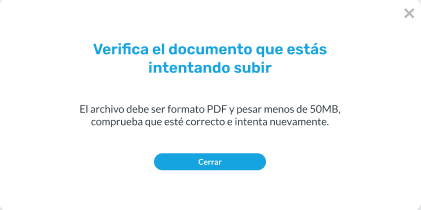 Verifica el documento que estás
intentando subir
El archivo debe ser formato PDF y pesar menos de 50MB,
comprueba que esté correcto e intenta nuevamente.
Cerrar